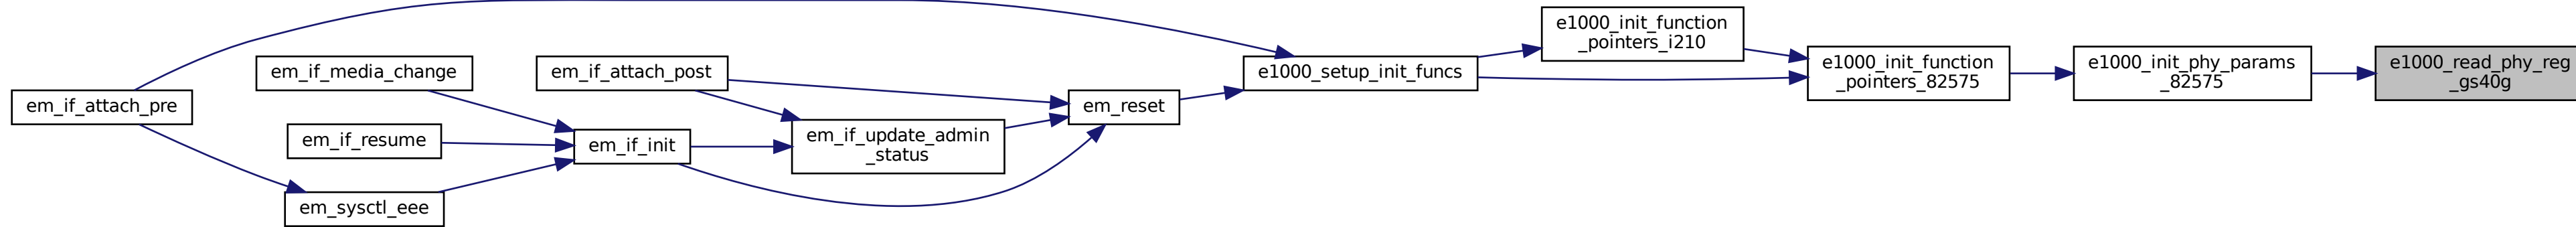 em_if_attach_pre
em_if_media_change
em_if_resume
em_sysctl_eee
em_if_attach_post
em_if_init
em_if_update_admin
_status
em_reset
e1000_setup_init_funcs
e1000_init_function
_pointers_i210
e1000_init_function
_pointers_82575
e1000_init_phy_params
_82575
e1000_read_phy_reg
_gs40g